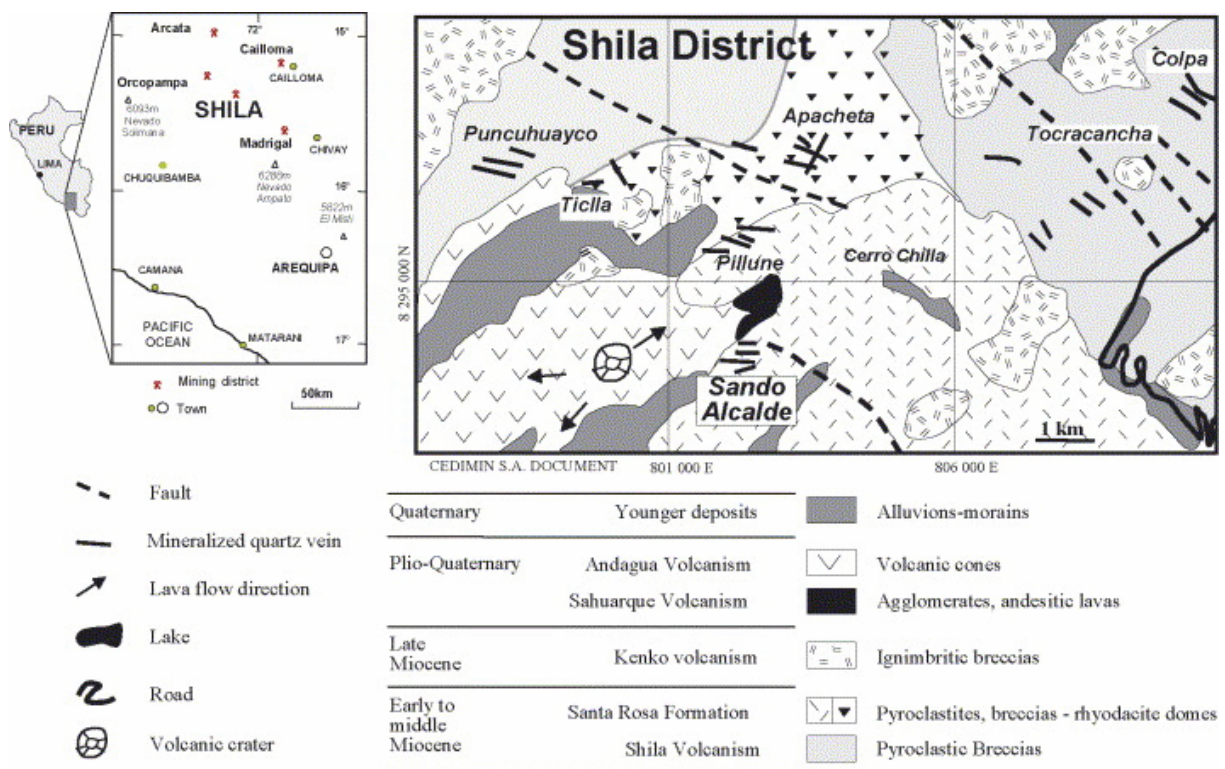 Arcata
72°
15°
Cailloma
CAILLOMA
Orcopampa
SHILA
6093m
Nevado
Solimana
PERU
LIMA
Madrigal
CHIVAY
CHUQUIBAMBA
6288m
Nevado
Ampato
16°
5822m
El Misti
AREQUIPA
CAMANA
PACIFIC
OCEAN
MATARANI
17°
Mining district
Town
50km
Shila District
Colpa
Puncuhuayco
Apacheta
Tocracancha
Ticlla
Pillune
Cerro Chilla
8 295 000 N
Sando
Alcalde
1 km
CEDIMIN S.A. DOCUMENT
801 000 E
806 000 E
Fault
Mineralized quartz vein
Lava flow direction
Lake
Road
Volcanic crater
Quaternary Younger deposits Alluvions-morains
Plio-Quaternary Andagua Volcanism Volcanic cones
Sahuarque Volcanism Agglomerates, andesitic lavas
Late
Miocene Kenko volcanism Ignimbritic breccias
Early to
middle Santa Rosa Formation Pyroclastites, breccias - rhyodacite domes
Miocene Shila Volcanism Pyroclastic Breccias